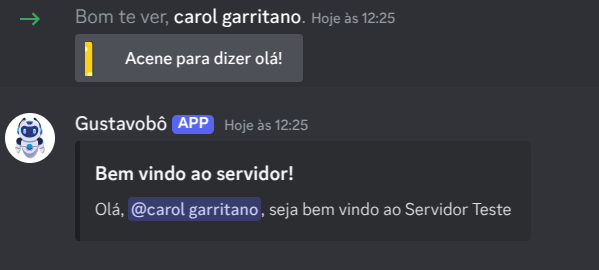 Bom te ver, carol garritano. Hoje às 12:25
Acene para dizer olá!
Gustavobô APP Hoje às 12:25
Bem vindo ao servidor!
Olá, @carol garritano, seja bem vindo ao Servidor Teste